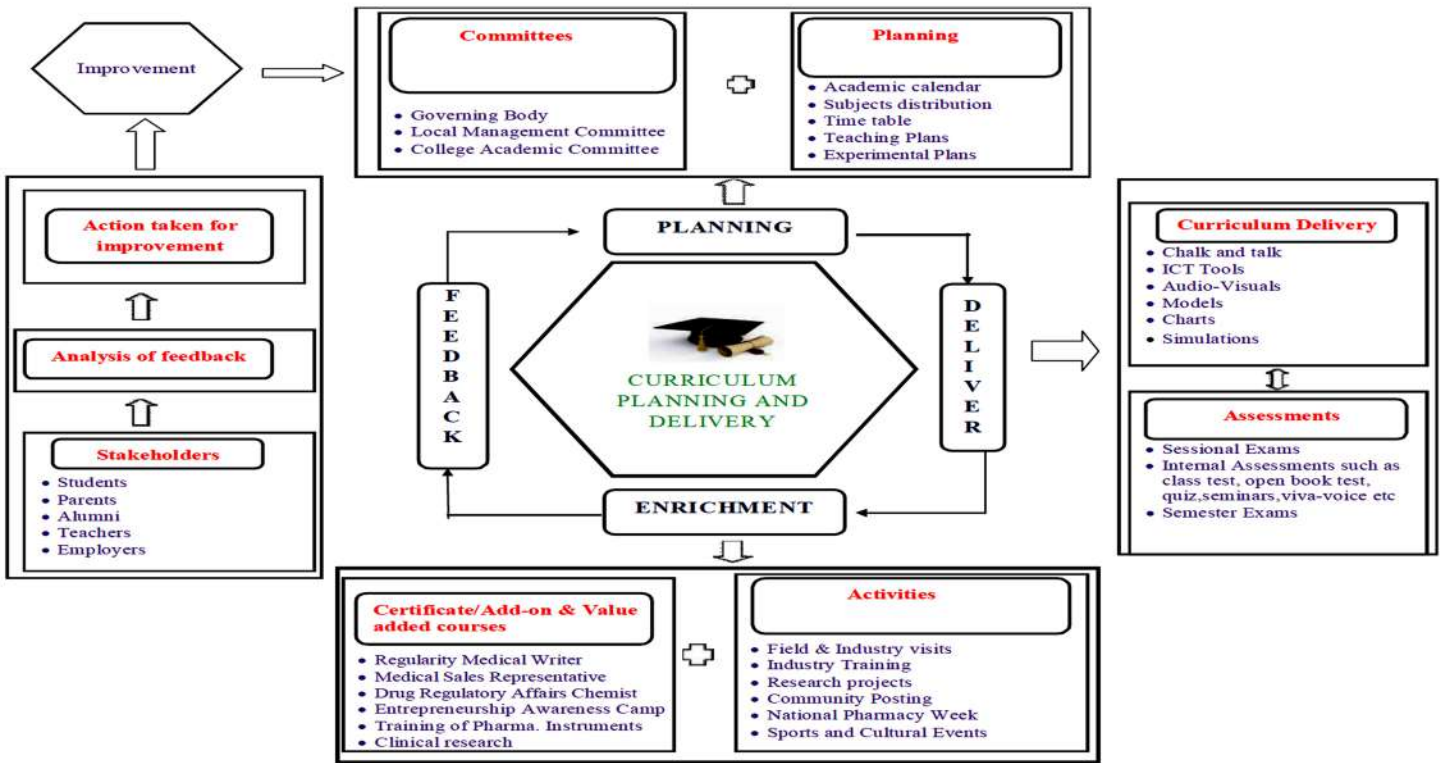 Improvement
Committees
• Governing Body
• Local Management Committee
• College Academic Committee
Planning
• Academic calendar
• Subjects distribution
• Time table
• Teaching Plans
• Experimental Plans
Action taken for
improvement
Analysis of feedback
Stakeholders
• Students
• Parents
• Alumni
• Teachers
• Employers
PLANNING
FEEDBACK
CURRICULUM
PLANNING AND
DELIVERY
DELIVER
ENRICHMENT
Curriculum Delivery
• Chalk and talk
• ICT Tools
• Audio-Visuals
• Models
• Charts
• Simulations
Assessments
• Sessional Exams
• Internal Assessments such as
class test, open book test,
quiz,seminars,viva-voice etc
• Semester Exams
Certificate/Add-on & Value
added courses
• Regularity Medical Writer
• Medical Sales Representative
• Drug Regulatory Affairs Chemist
• Entrepreneurship Awareness Camp
• Training of Pharma. Instruments
• Clinical research
Activities
• Field & Industry visits
• Industry Training
• Research projects
• Community Posting
• National Pharmacy Week
• Sports and Cultural Events